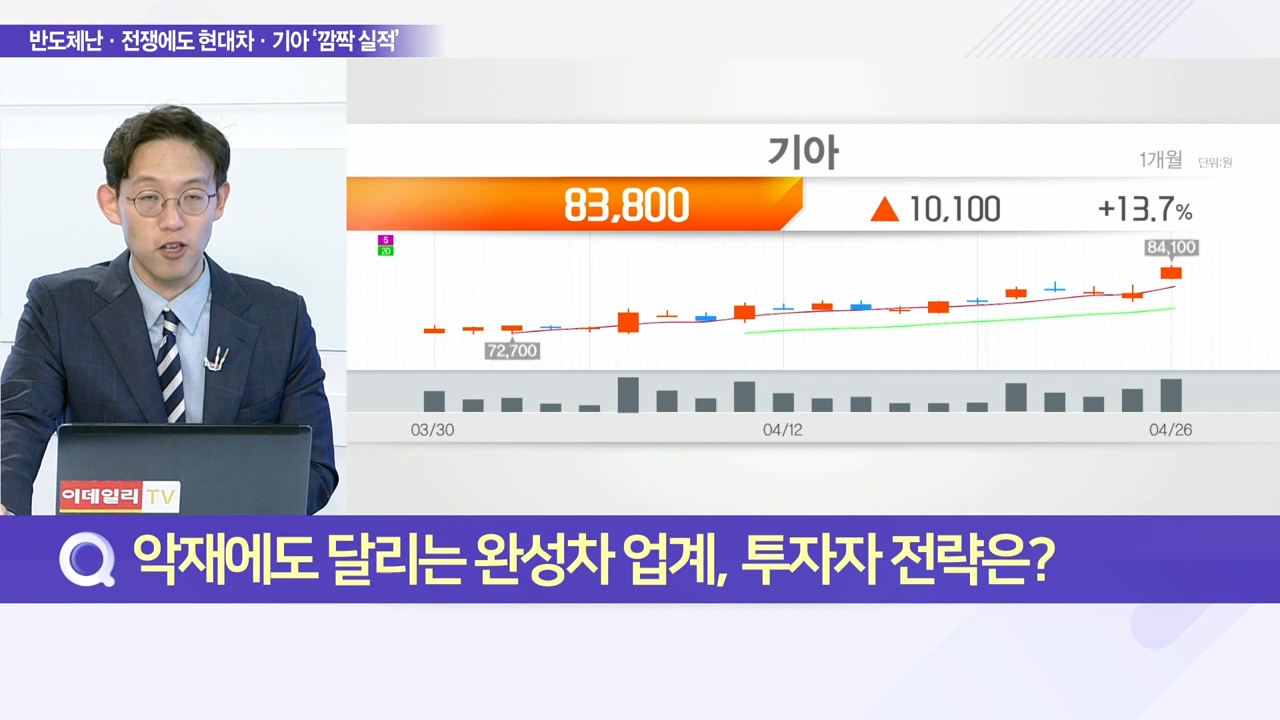 반도체난·전쟁에도 현대차·기아 '깜짝 실적'
기아
1개월 단위:원
83,800 ▲ 10,100 +13.7%
5
20
84,100
72,700
03/30 04/12 04/26
이데일리 TV
Q 악재에도 달리는 완성차 업계, 투자자 전략은?